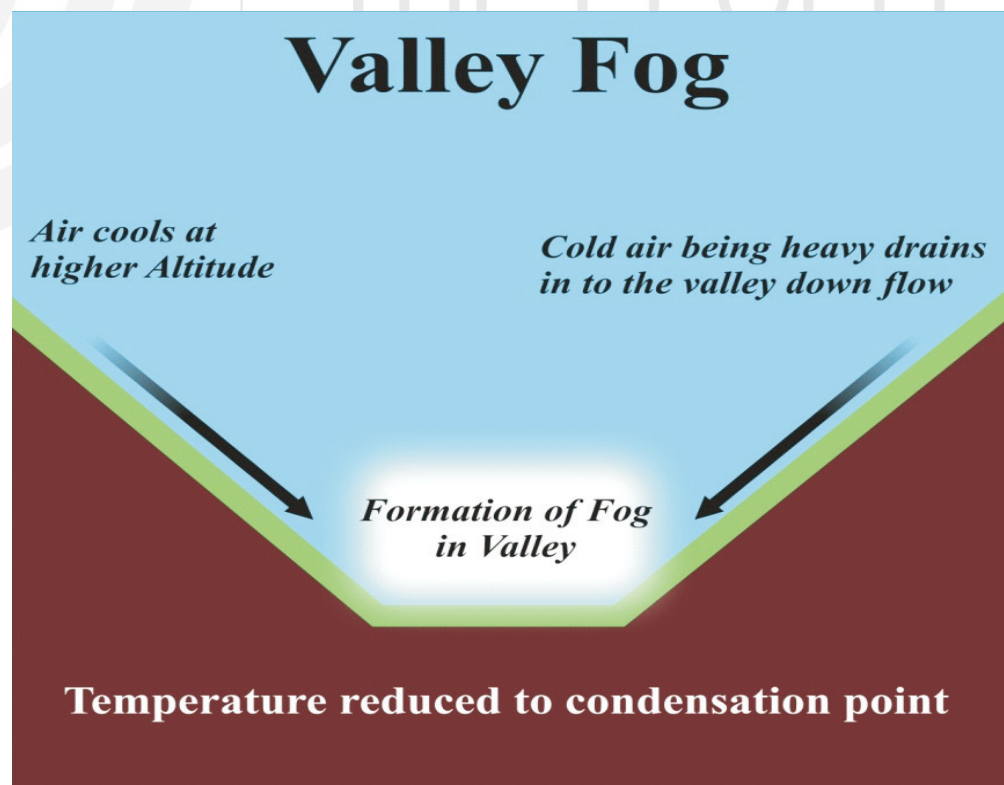 Valley Fog
Air cools at
higher Altitude
Cold air being heavy drains
in to the valley down flow
Formation of Fog
in Valley
Temperature reduced to condensation point